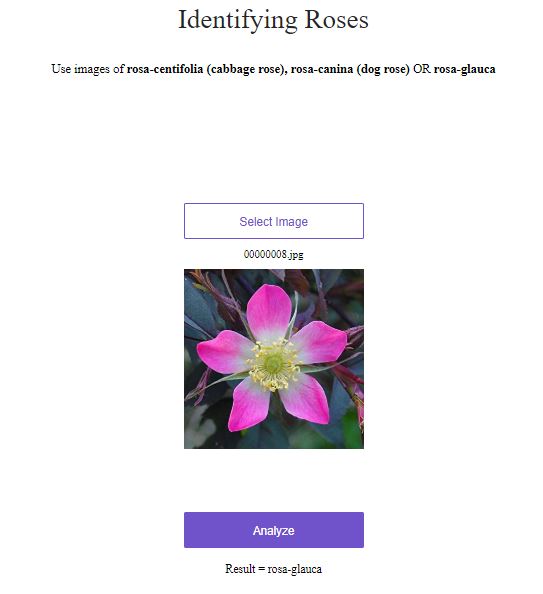 Identifying Roses
Use images of rosa-centifolia (cabbage rose), rosa-canina (dog rose) OR rosa-glauca
Select Image
00000008.jpg
Analyze
Result = rosa-glauca